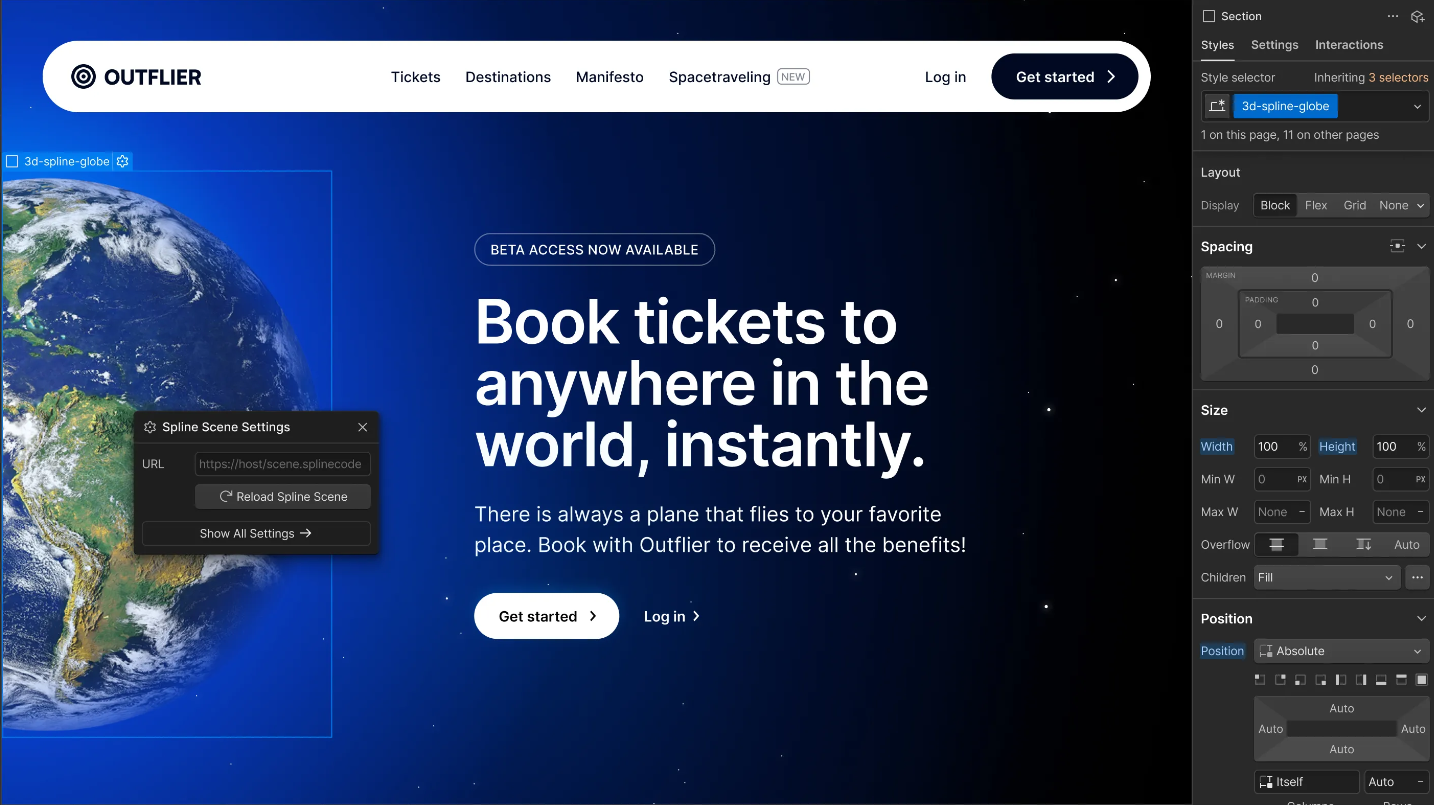 OUTFLIER
Tickets
Destinations
Manifesto
Spacetraveling NEW
Log in
Get started
3d-spline-globe
BETA ACCESS NOW AVAILABLE
Book tickets to
anywhere in the
world, instantly.
There is always a plane that flies to your favorite
place. Book with Outflier to receive all the benefits!
Get started
Log in
Spline Scene Settings
URL https://host/scene.splinecode
Reload Spline Scene
Show All Settings
Section
Styles Settings Interactions
Style selector Inheriting 3 selectors
3d-spline-globe
1 on this page, 11 on other pages
Layout
Display Block Flex Grid None
Spacing
MARGIN 0
PADDING 0
0 0 0 0
0
0
Size
Width 100 % Height 100 %
Min W 0 PX Min H 0 PX
Max W None – Max H None –
Overflow Auto
Children Fill
Position
Position Absolute
Auto
Auto Auto
Auto
Itself Auto –